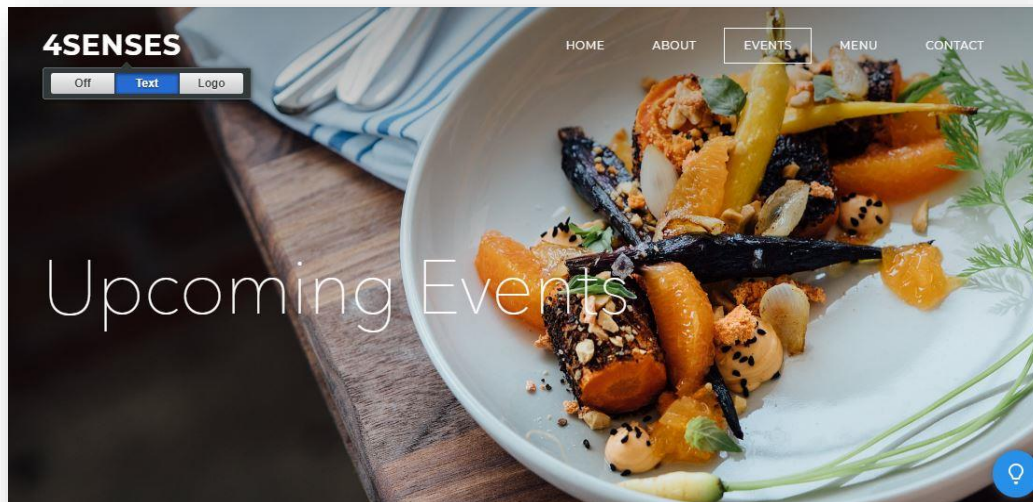 4SENSES
HOME ABOUT EVENTS MENU CONTACT
Off Text Logo
Upcoming Events